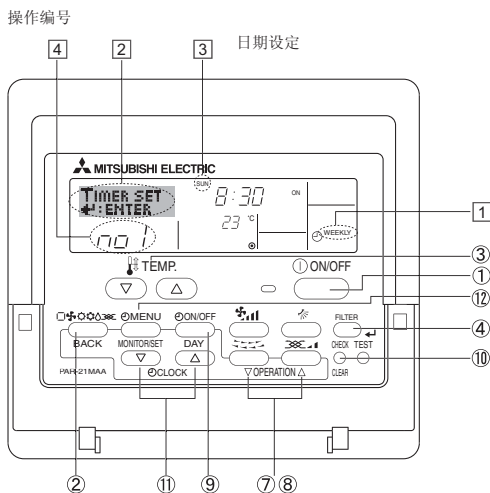 操作编号
4 2 3 日期设定
MITSUBISHI ELECTRIC
SUN
TIMER SET
↵:ENTER
8:30 ON
23 °C
no 1
WEEKLY
1
TEMP.
ON/OFF
③
①
⑫
MENU
ON/OFF
FILTER
④
BACK
MONITOR/SET
DAY
CHECK TEST
PAR-21MAA
CLOCK
OPERATION
CLEAR
⑩
② ⑪ ⑨ ⑦ ⑧